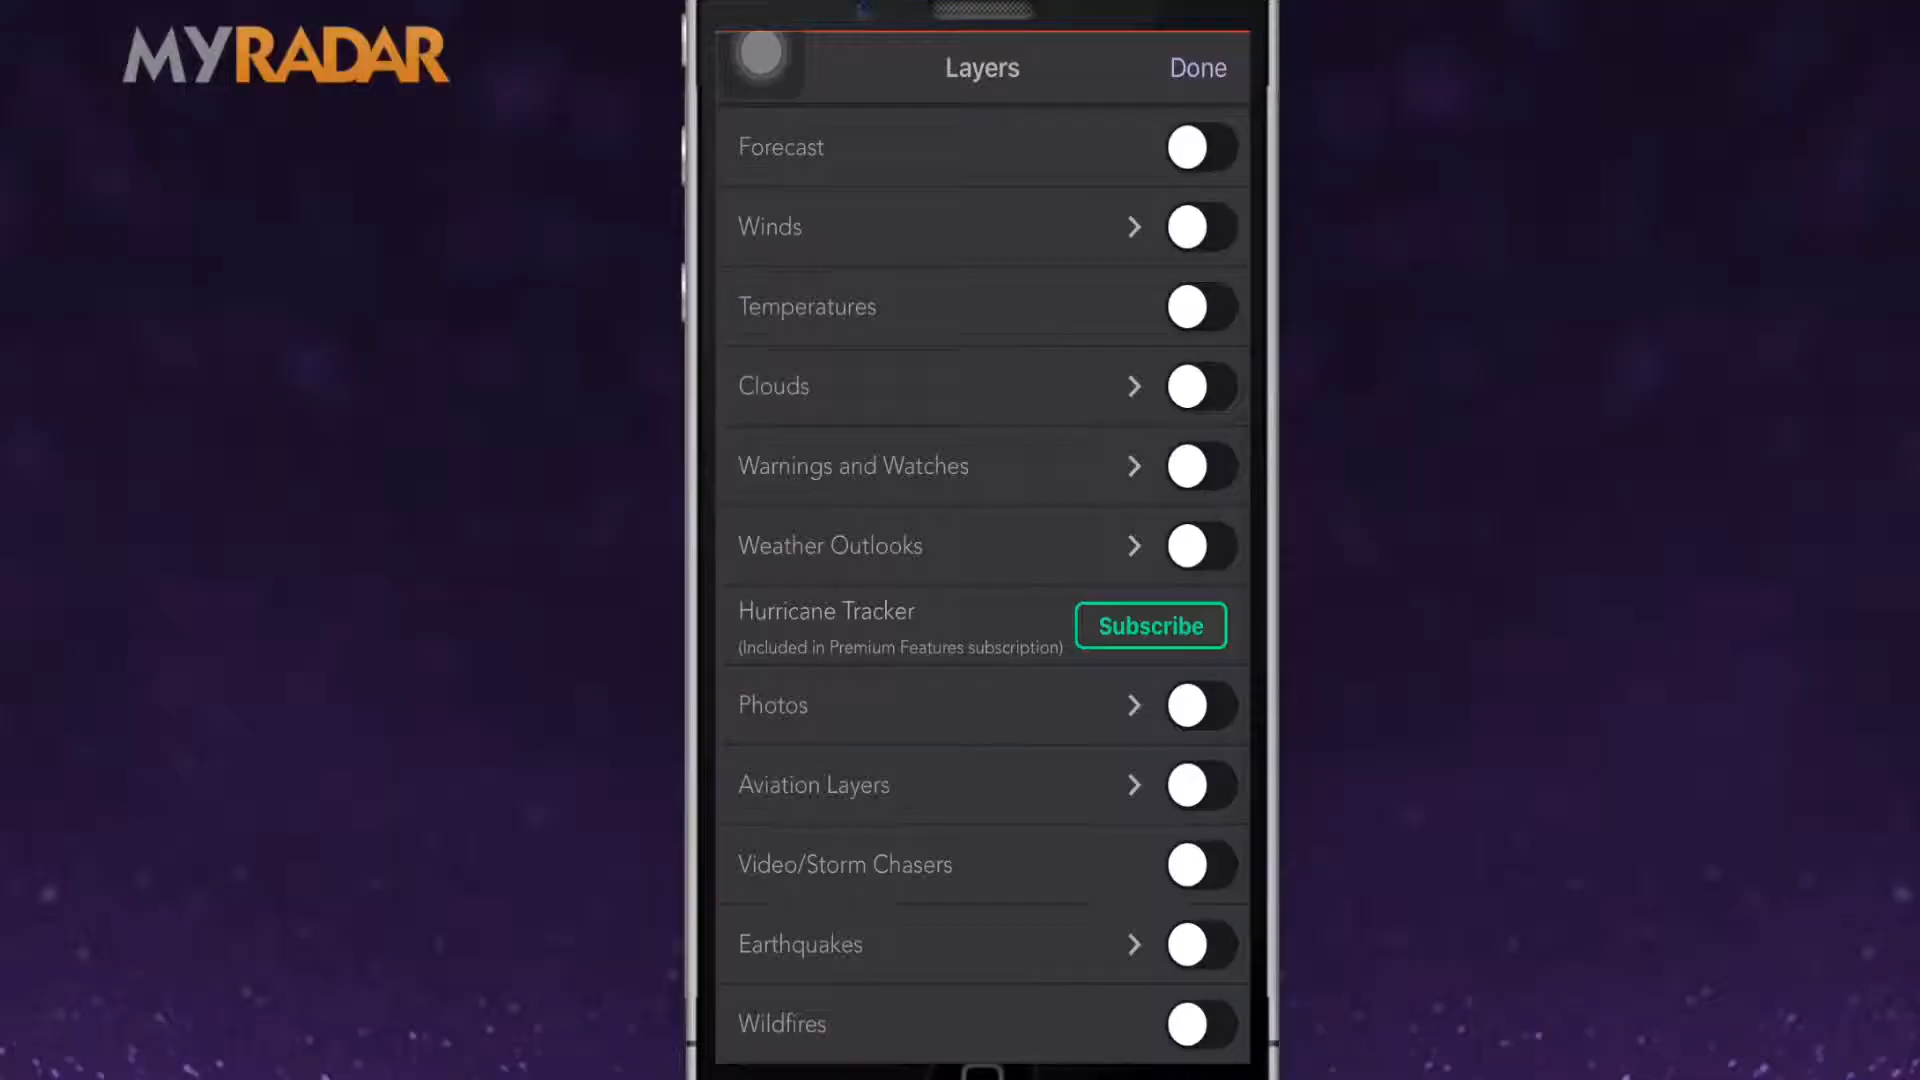 MYRADAR
Layers
Done
Forecast
Winds
Temperatures
Clouds
Warnings and Watches
Weather Outlooks
Hurricane Tracker
(Included in Premium Features subscription)
Subscribe
Photos
Aviation Layers
Video/Storm Chasers
Earthquakes
Wildfires